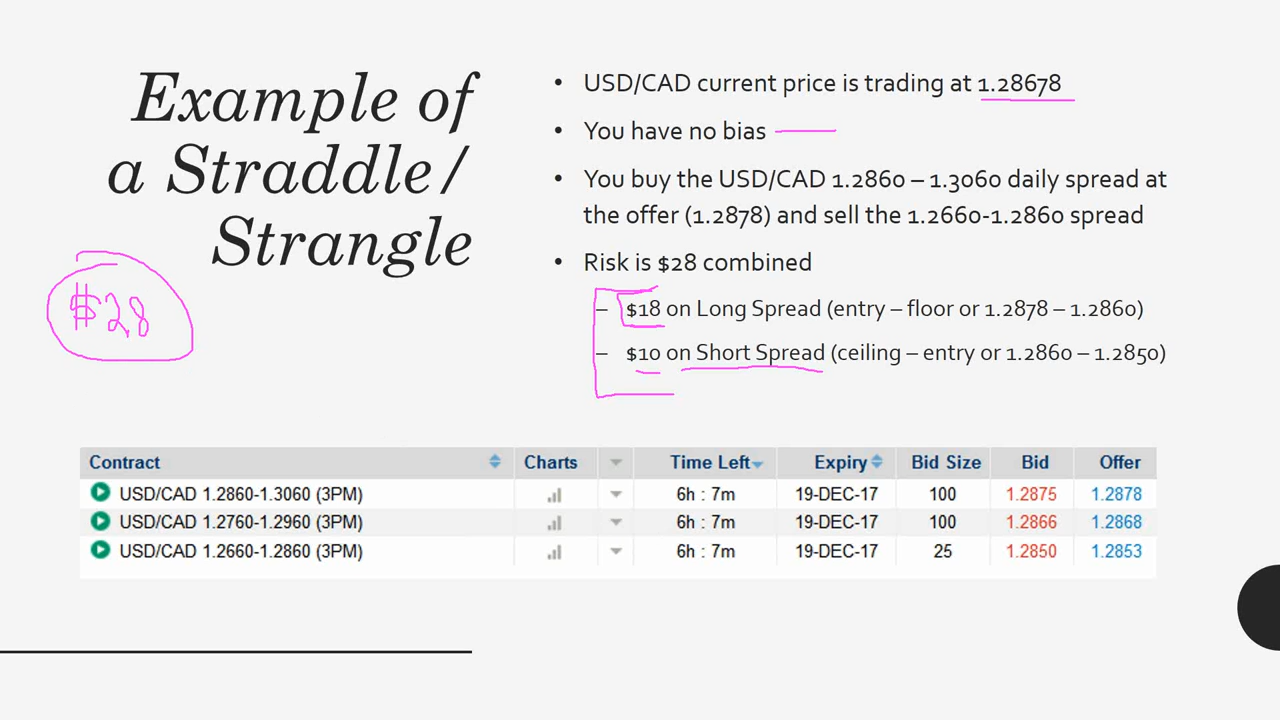 Example of
a Straddle/
Strangle
$28
• USD/CAD current price is trading at 1.28678
• You have no bias
• You buy the USD/CAD 1.2860 – 1.3060 daily spread at
the offer (1.2878) and sell the 1.2660-1.2860 spread
• Risk is $28 combined
– $18 on Long Spread (entry – floor or 1.2878 – 1.2860)
– $10 on Short Spread (ceiling – entry or 1.2860 – 1.2850)
Contract Charts Time Left Expiry Bid Size Bid Offer
USD/CAD 1.2860-1.3060 (3PM) 6h : 7m 19-DEC-17 100 1.2875 1.2878
USD/CAD 1.2760-1.2960 (3PM) 6h : 7m 19-DEC-17 100 1.2866 1.2868
USD/CAD 1.2660-1.2860 (3PM) 6h : 7m 19-DEC-17 25 1.2850 1.2853